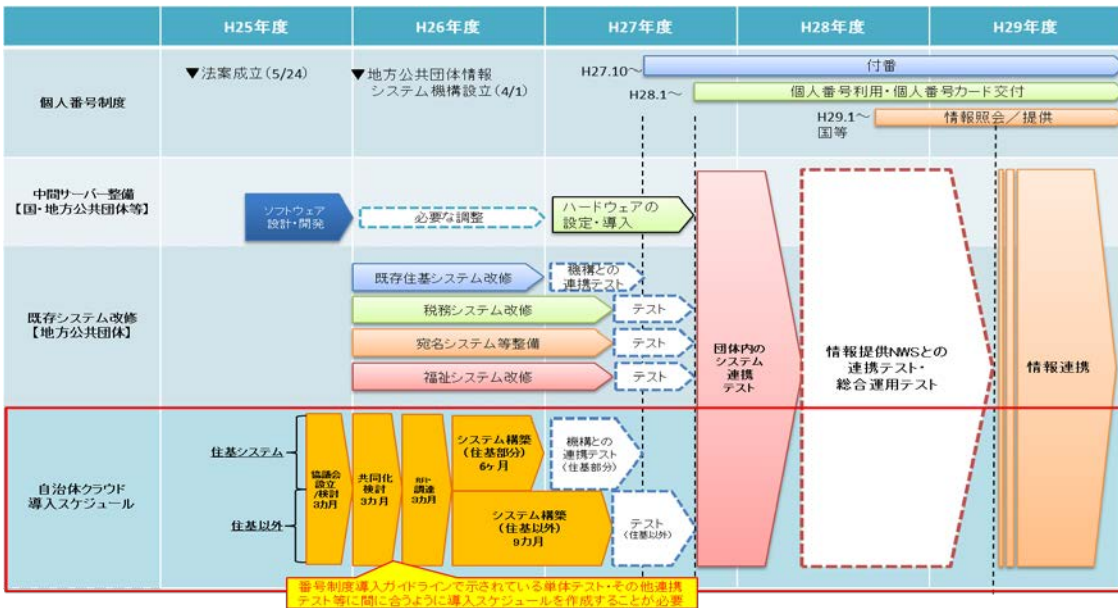 H25年度
H26年度
H27年度
H28年度
H29年度
個人番号制度
▼法案成立(5/24)
▼地方公共団体情報
システム機構設立(4/1)
H27.10～
付番
H28.1～
個人番号利用・個人番号カード交付
H29.1～
国等
情報照会／提供
中間サーバー整備
【国・地方公共団体等】
ソフトウェア
設計・開発
必要な調整
ハードウェアの
設定・導入
既存システム改修
【地方公共団体】
既存住基システム改修
機構との
連携テスト
税務システム改修
テスト
宛名システム等整備
テスト
福祉システム改修
テスト
団体内の
システム
連携
テスト
情報提供NWSとの
連携テスト・
総合運用テスト
情報連携
自治体クラウド
導入スケジュール
住基システム
住基以外
協議会
設立
/検討
3カ月
共同化
検討
3カ月
調達
3カ月
システム構築
(住基部分)
6ヶ月
機構との
連携テスト
(住基部分)
システム構築
(住基以外)
9カ月
テスト
(住基以外)
番号制度導入ガイドラインで示されている単体テスト・その他連携
テスト等に間に合うように導入スケジュールを作成することが必要